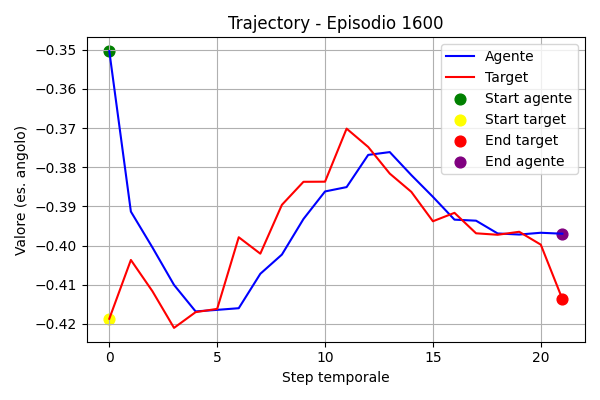 Trajectory - Episodio 1600
Valore (es. angolo)
−0.35
−0.36
−0.37
−0.38
−0.39
−0.40
−0.41
−0.42
Agente
Target
Start agente
Start target
End target
End agente
0 5 10 15 20
Step temporale